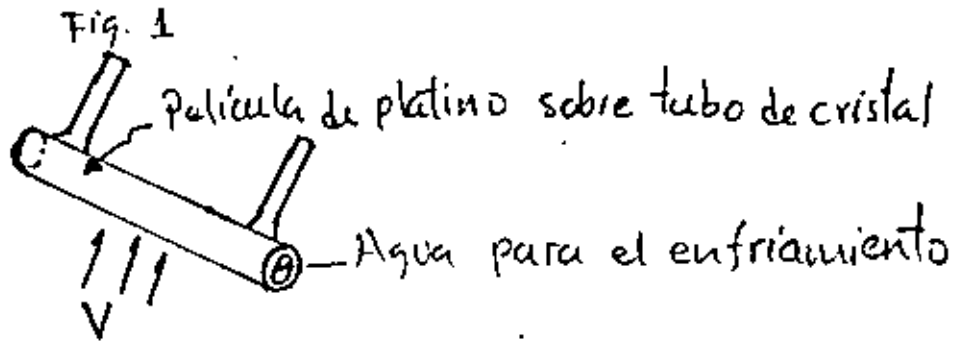 Fig. 1
Película de platino sobre tubo de cristal
Agua para el enfriamiento
V